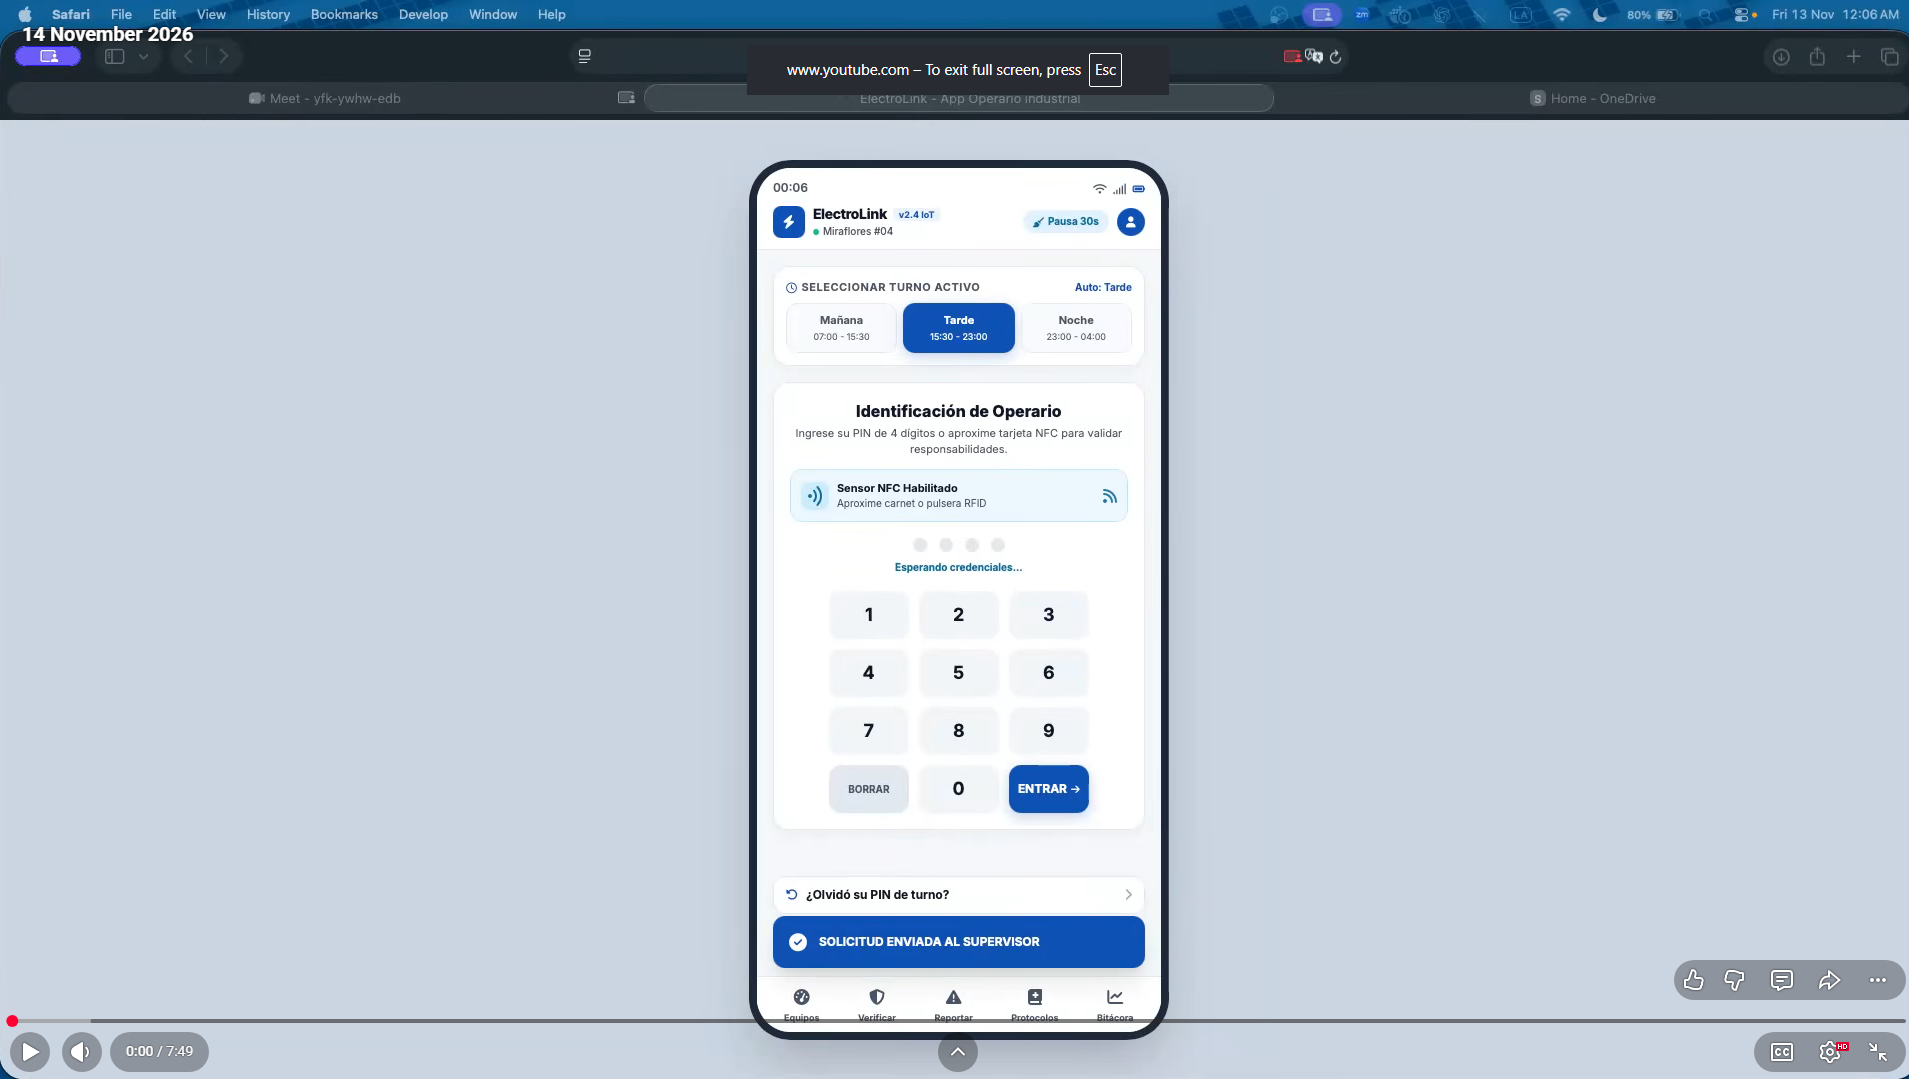 Safari File Edit View History Bookmarks Develop Window Help
LA
80%
Fri 13 Nov 12:06 AM
14 November 2026
www.youtube.com – To exit full screen, press Esc
Meet - yfk-ywhw-edb
ElectroLink - App Operario Industrial
S Home - OneDrive
00:06
ElectroLink v2.4 IoT
Miraflores #04
Pausa 30s
SELECCIONAR TURNO ACTIVO
Auto: Tarde
Mañana
07:00 - 15:30
Tarde
15:30 - 23:00
Noche
23:00 - 04:00
Identificación de Operario
Ingrese su PIN de 4 dígitos o aproxime tarjeta NFC para validar
responsabilidades.
Sensor NFC Habilitado
Aproxime carnet o pulsera RFID
Esperando credenciales...
1 2 3
4 5 6
7 8 9
BORRAR 0 ENTRAR →
¿Olvidó su PIN de turno?
SOLICITUD ENVIADA AL SUPERVISOR
Equipos Verificar Reportar Protocolos Bitácora
0:00 / 7:49
CC
HD